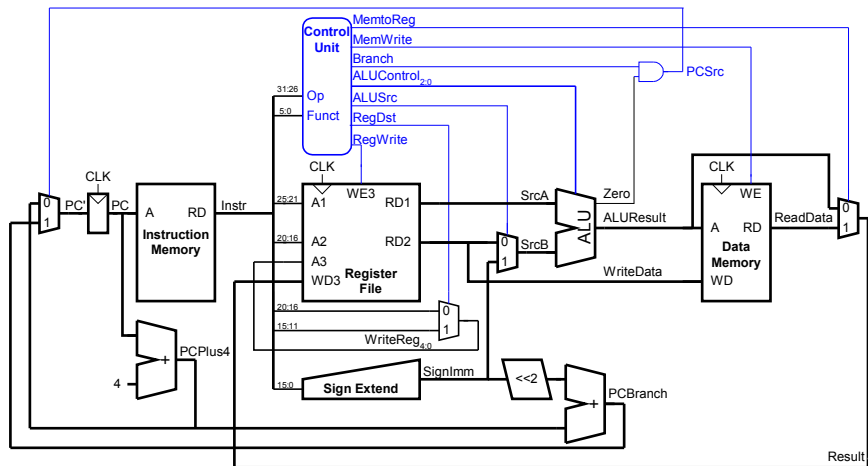 MemtoReg
Control
Unit
MemWrite
Branch
PCSrc
ALUControl2:0
31:26
Op
ALUSrc
5:0
Funct
RegDst
RegWrite
CLK
CLK
CLK
WE3
WE
Zero
0
1
PC'
PC
A
RD
Instr
Instruction
Memory
25:21
A1
RD1
SrcA
20:16
A2
RD2
0
1
SrcB
ALU
ALUResult
A
RD
ReadData
0
1
Data
Memory
A3
WD3
Register
File
WriteData
WD
20:16
0
15:11
1
WriteReg4:0
PCPlus4
+
4
15:0
Sign Extend
SignImm
<<2
+
PCBranch
Result